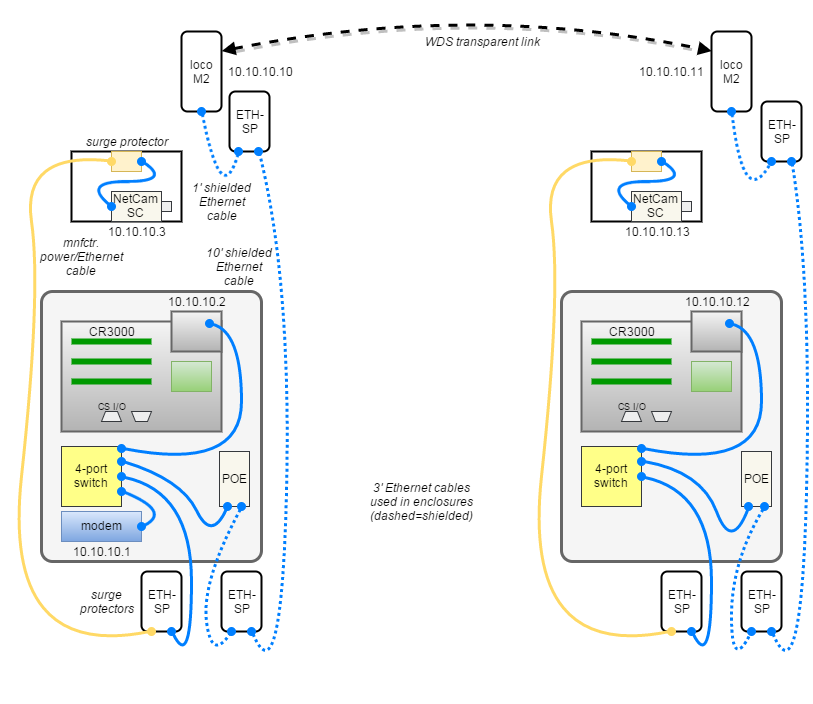 WDS transparent link
loco
M2
10.10.10.10
ETH-
SP
surge protector
NetCam
SC
10.10.10.3
1' shielded
Ethernet
cable
mnfctr.
power/Ethernet
cable
10' shielded
Ethernet
cable
10.10.10.2
CR3000
CS I/O
4-port
switch
POE
modem
10.10.10.1
surge
protectors
ETH-
SP
ETH-
SP
3' Ethernet cables
used in enclosures
(dashed=shielded)
loco
M2
10.10.10.11
ETH-
SP
NetCam
SC
10.10.10.13
10.10.10.12
CR3000
CS I/O
4-port
switch
POE
ETH-
SP
ETH-
SP